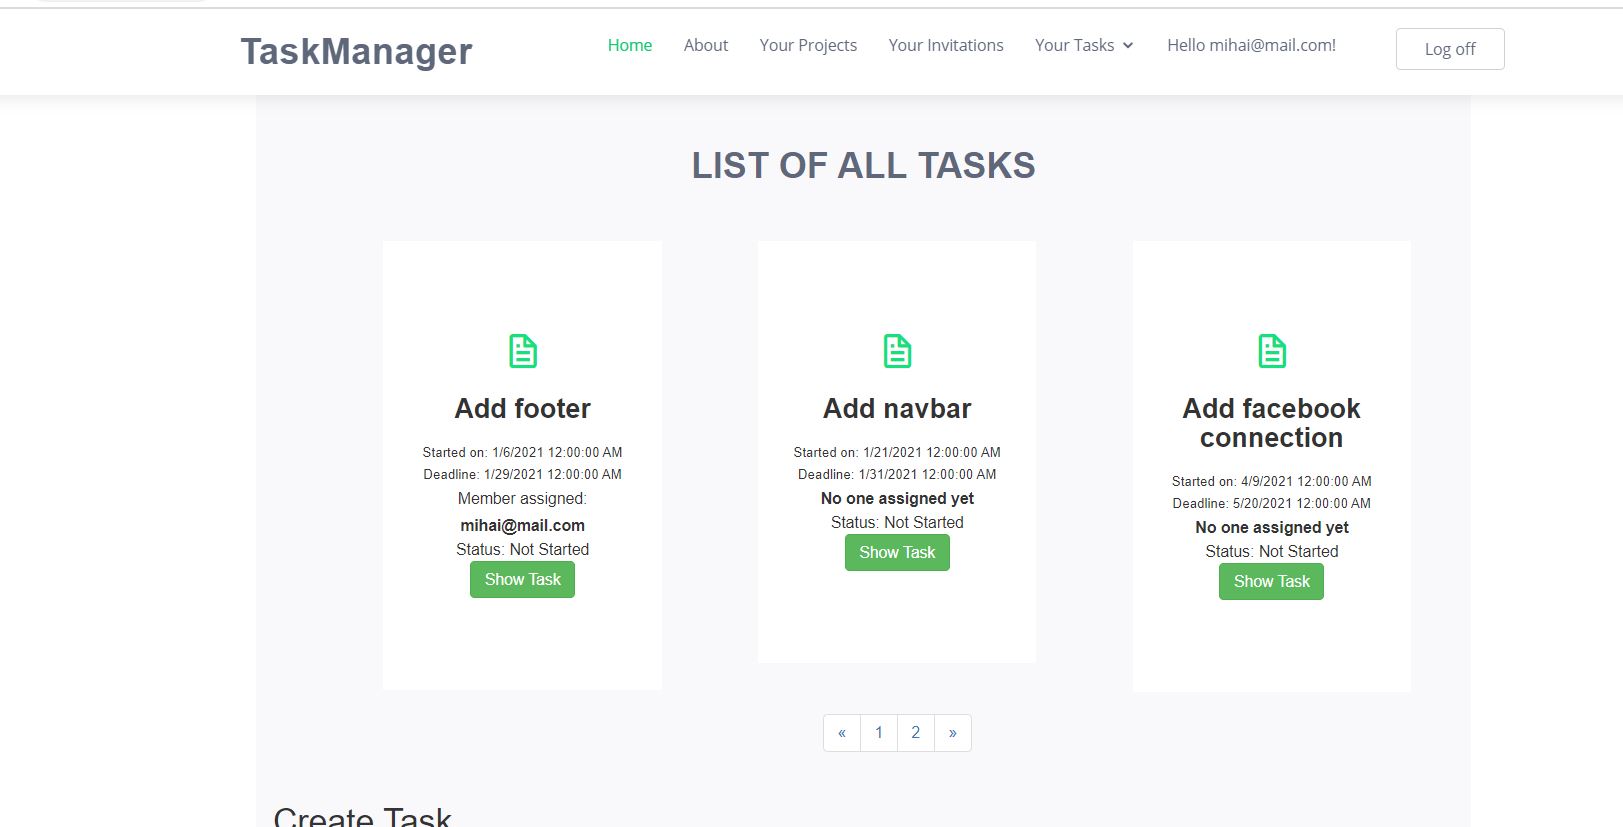 TaskManager
Home
About
Your Projects
Your Invitations
Your Tasks
Hello mihai@mail.com!
Log off
LIST OF ALL TASKS
Add footer
Started on: 1/6/2021 12:00:00 AM
Deadline: 1/29/2021 12:00:00 AM
Member assigned:
mihai@mail.com
Status: Not Started
Show Task
Add navbar
Started on: 1/21/2021 12:00:00 AM
Deadline: 1/31/2021 12:00:00 AM
No one assigned yet
Status: Not Started
Show Task
Add facebook
connection
Started on: 4/9/2021 12:00:00 AM
Deadline: 5/20/2021 12:00:00 AM
No one assigned yet
Status: Not Started
Show Task
« 1 2 »
Create Task